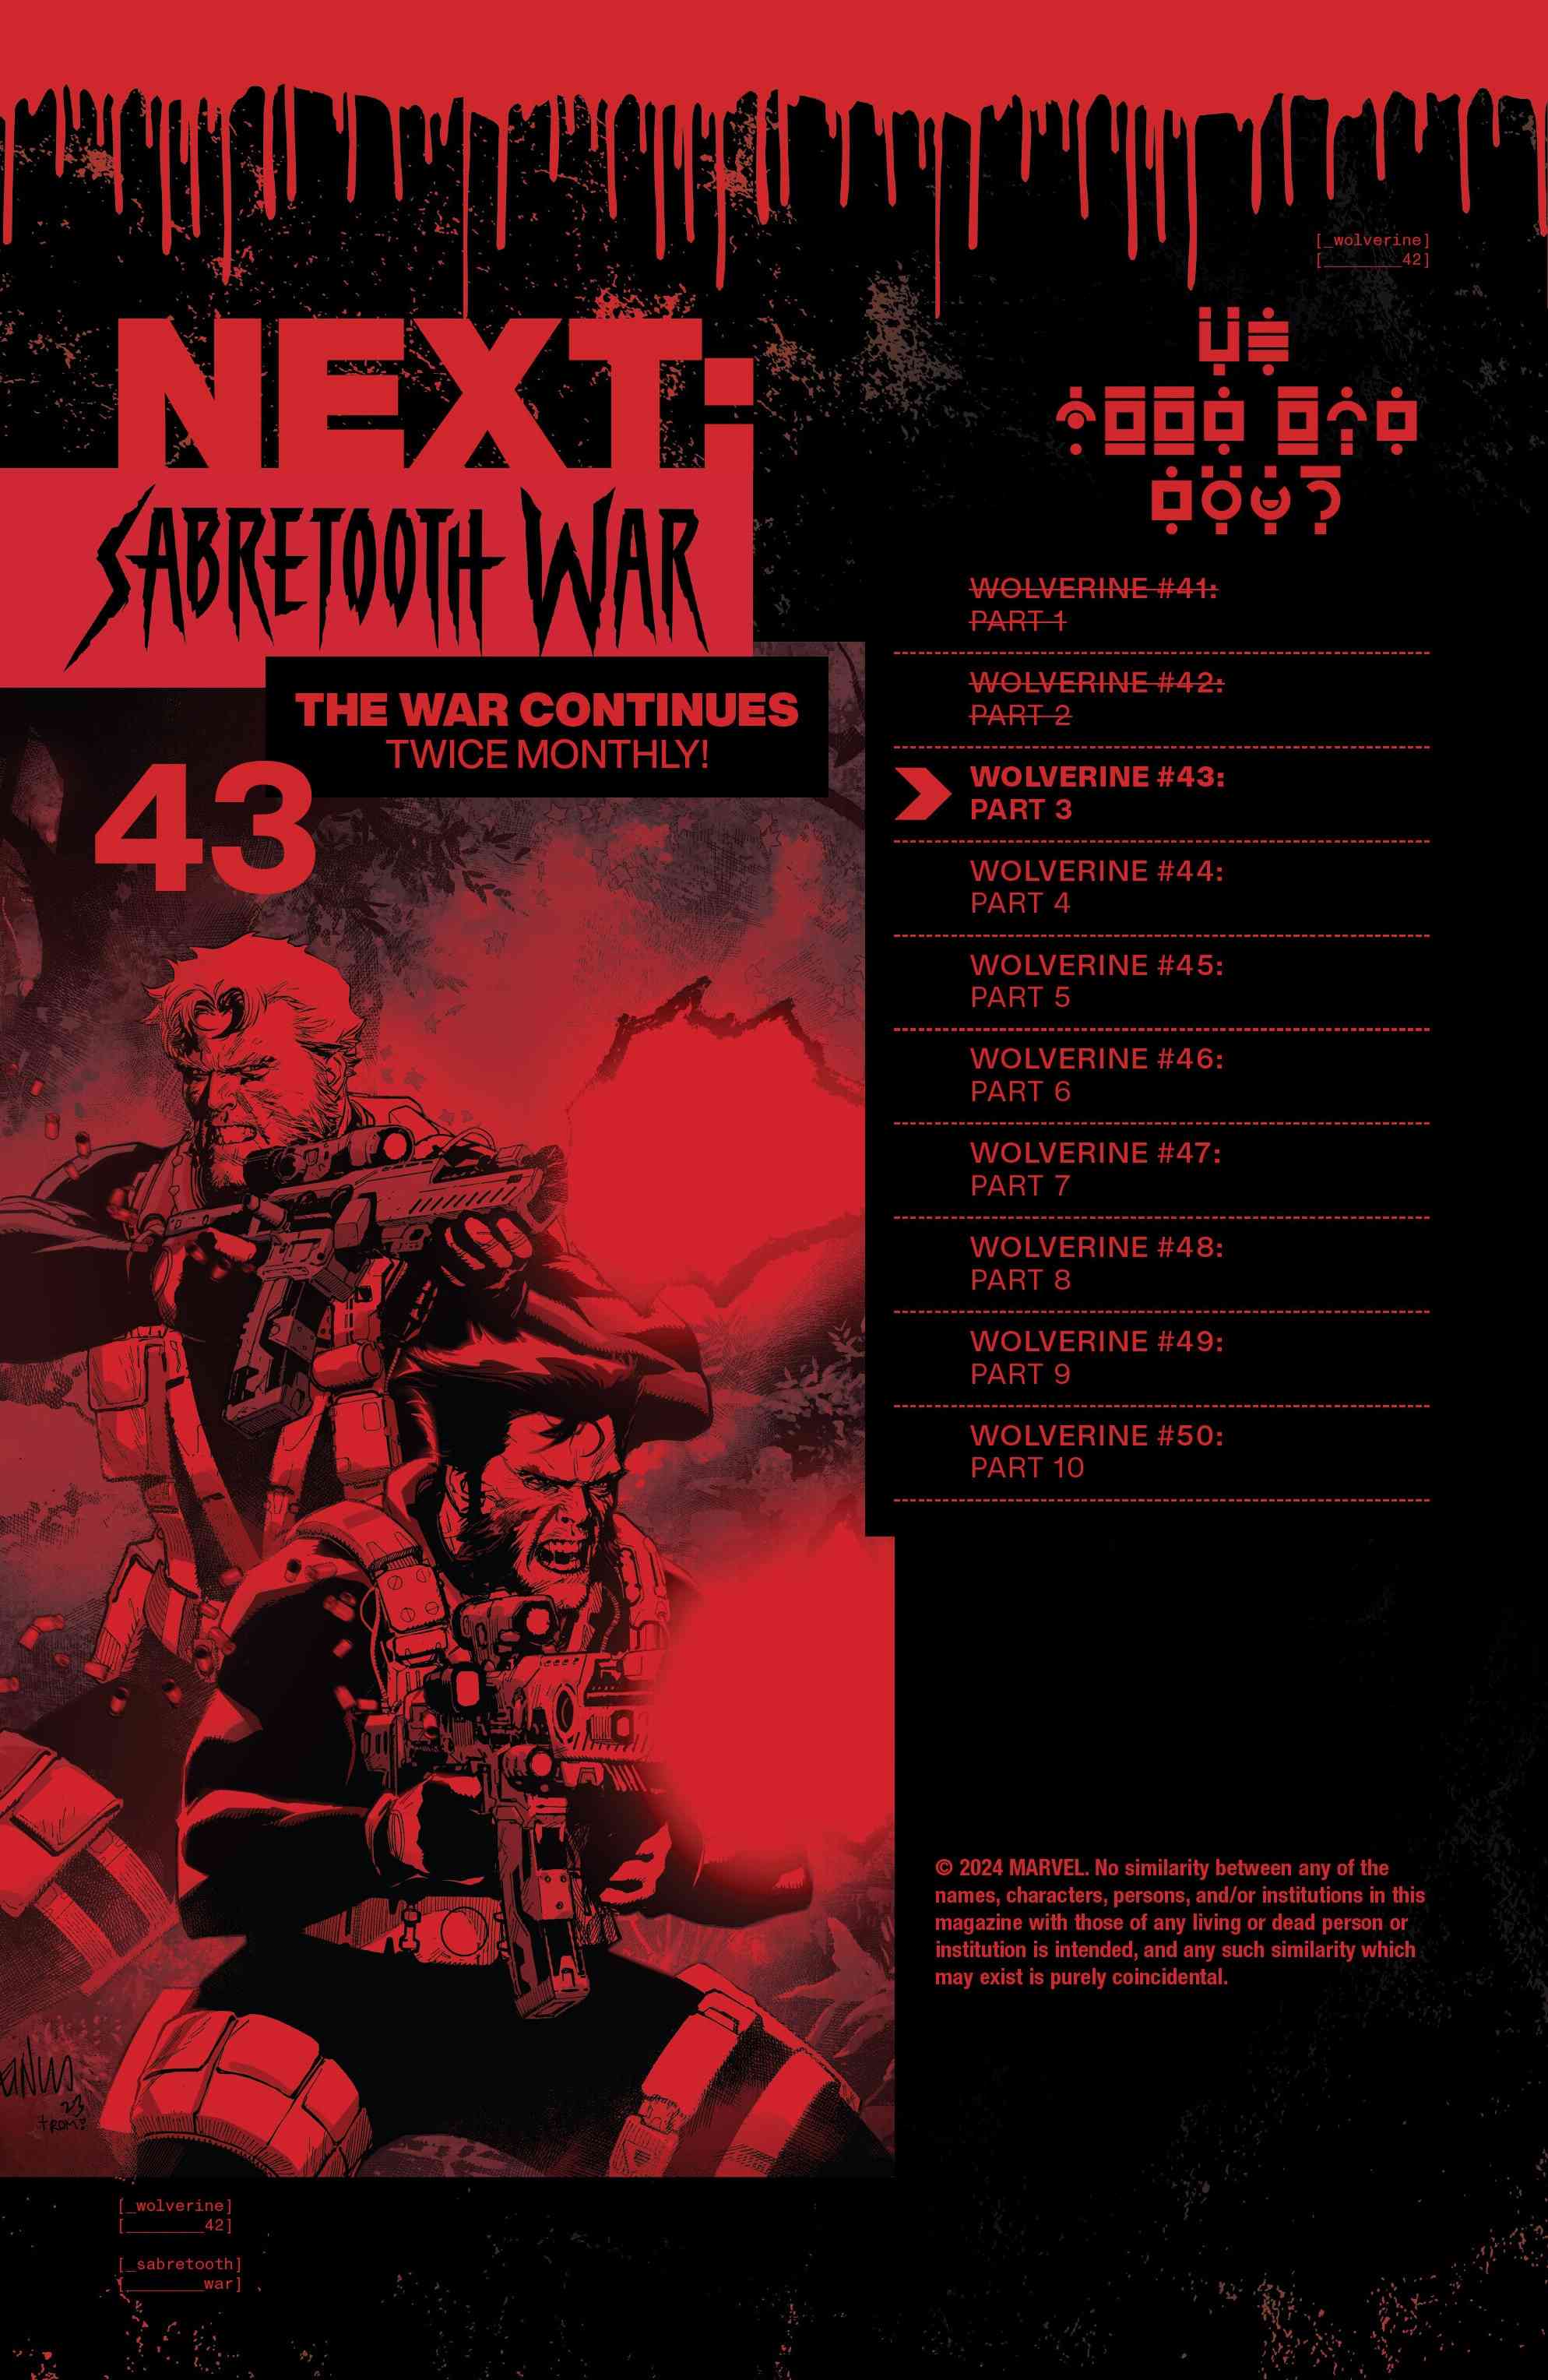 [_wolverine]
[________42]
NEXT:
SABRETOOTH WAR
THE WAR CONTINUES
TWICE MONTHLY!
43
WOLVERINE #41:
PART 1
WOLVERINE #42:
PART 2
WOLVERINE #43:
PART 3
WOLVERINE #44:
PART 4
WOLVERINE #45:
PART 5
WOLVERINE #46:
PART 6
WOLVERINE #47:
PART 7
WOLVERINE #48:
PART 8
WOLVERINE #49:
PART 9
WOLVERINE #50:
PART 10
© 2024 MARVEL. No similarity between any of the
names, characters, persons, and/or institutions in this
magazine with those of any living or dead person or
institution is intended, and any such similarity which
may exist is purely coincidental.
23
[_wolverine]
[________42]
[_sabretooth]
[________war]